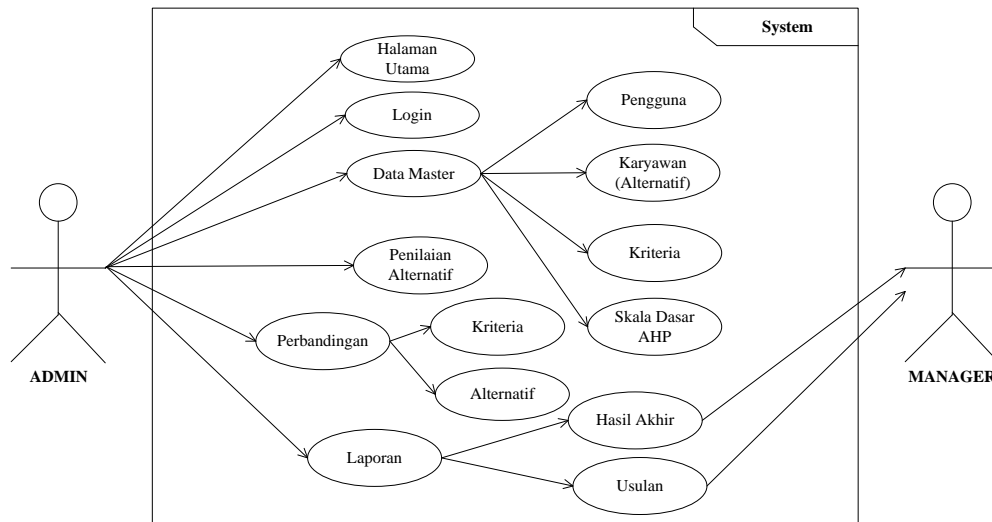 System
Halaman
Utama
Login
Data Master
Penilaian
Alternatif
Perbandingan
Laporan
Pengguna
Karyawan
(Alternatif)
Kriteria
Skala Dasar
AHP
Kriteria
Alternatif
Hasil Akhir
Usulan
ADMIN
MANAGER